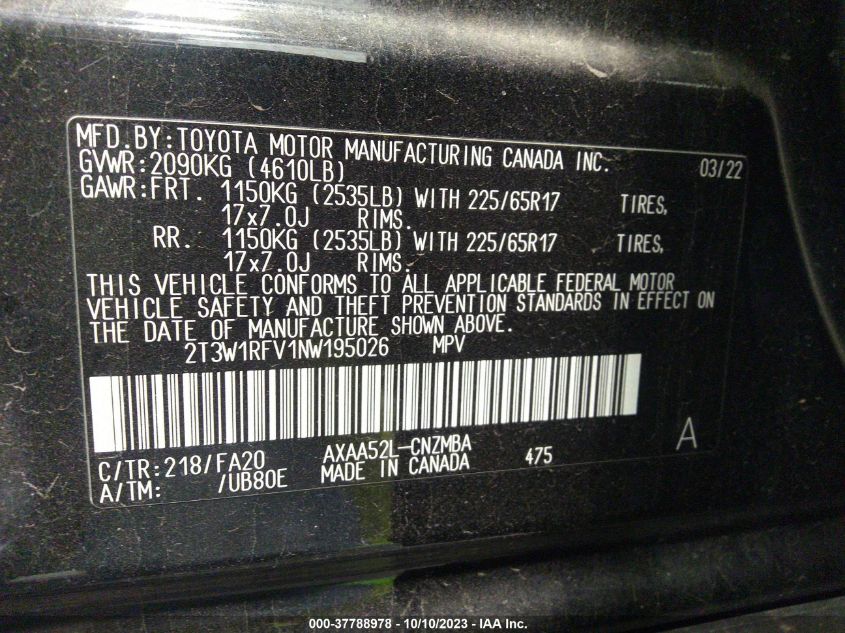 MFD.BY:TOYOTA MOTOR MANUFACTURING CANADA INC. 03/22
GVWR:2090KG (4610LB)
GAWR:FRT. 1150KG (2535LB) WITH 225/65R17 TIRES,
17x7.0J RIMS.
RR. 1150KG (2535LB) WITH 225/65R17 TIRES,
17x7.0J RIMS.
THIS VEHICLE CONFORMS TO ALL APPLICABLE FEDERAL MOTOR
VEHICLE SAFETY AND THEFT PREVENTION STANDARDS IN EFFECT ON
THE DATE OF MANUFACTURE SHOWN ABOVE.
2T3W1RFV1NW195026 MPV
C/TR:218/FA20 AXAA52L-CNZMBA A
A/TM: /UB80E MADE IN CANADA 475
000-37788978 - 10/10/2023 - IAA Inc.